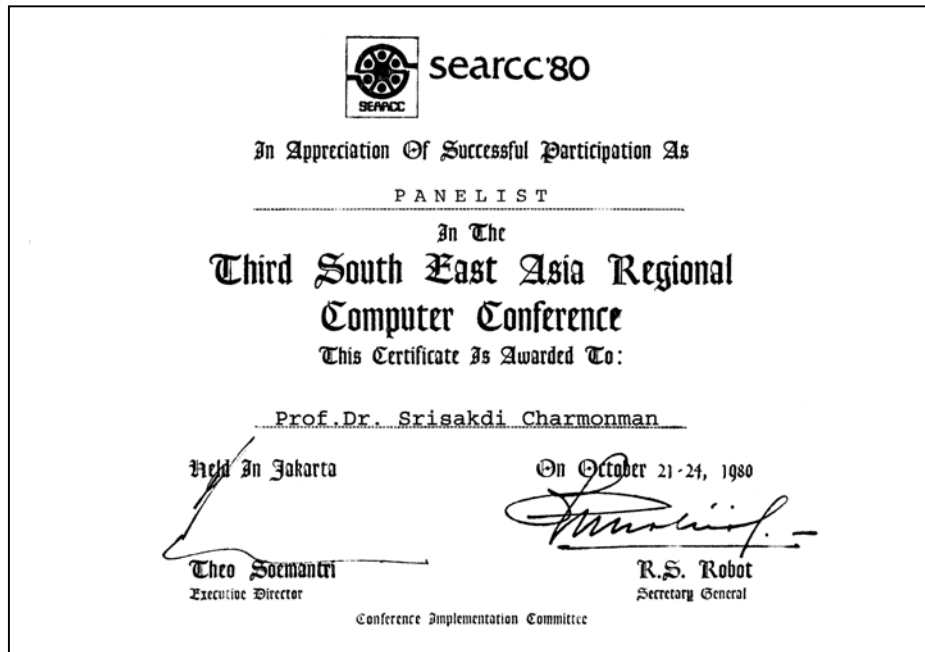 searcc'80
SEARCC
In Appreciation Of Successful Participation As
PANELIST
In The
Third South East Asia Regional
Computer Conference
This Certificate Is Awarded To:
Prof.Dr. Srisakdi Charmonman
Held In Jakarta
On October 21-24, 1980
Theo Soemantri
Executive Director
R.S. Robot
Secretary General
Conference Implementation Committee